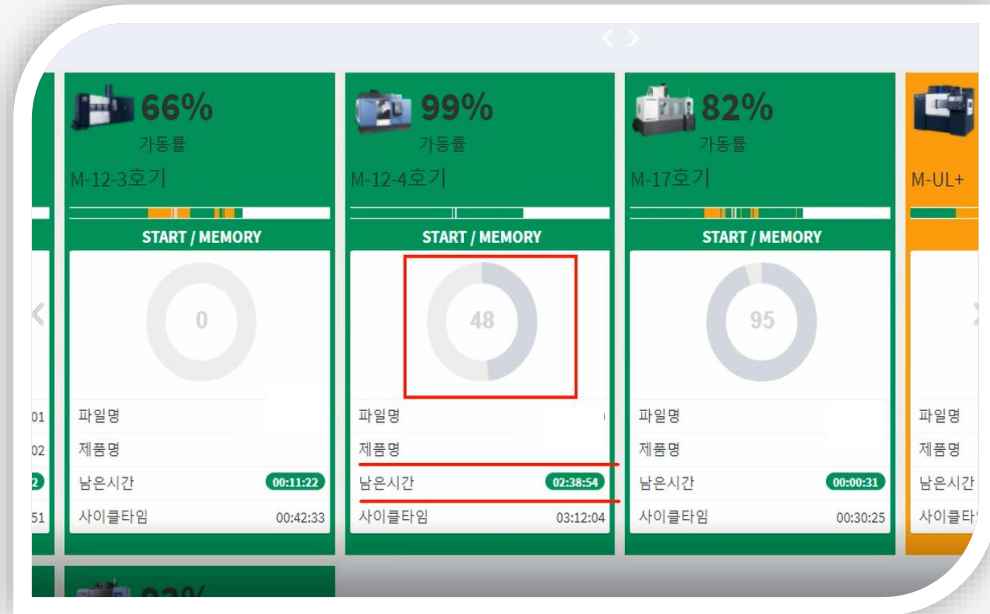 66%
가동률
M-12-3호기
START / MEMORY
0
파일명
제품명
남은시간 00:11:22
사이클타임 00:42:33
99%
가동률
M-12-4호기
START / MEMORY
48
파일명
제품명
남은시간 02:38:54
사이클타임 03:12:04
82%
가동률
M-17호기
START / MEMORY
95
파일명
제품명
남은시간 00:00:31
사이클타임 00:30:25
M-UL+
파일명
제품명
남은시간
01
02
2
51